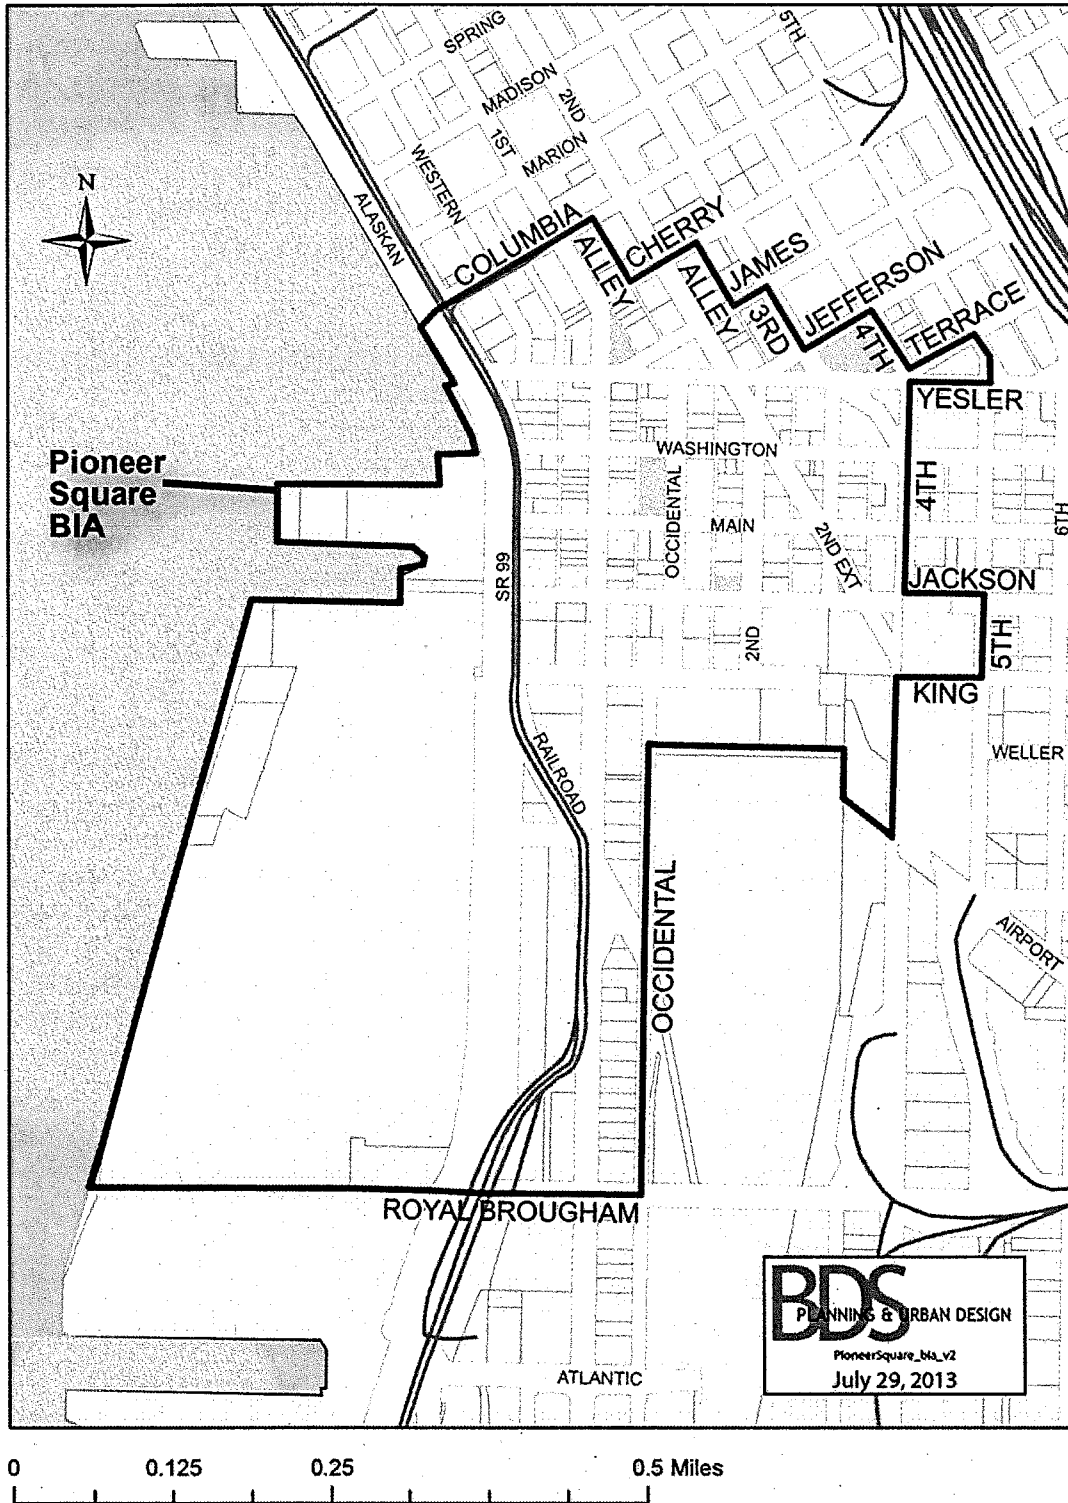 SPRING
5TH
MADISON
2ND
1ST
MARION
WESTERN
N
ALASKAN
COLUMBIA
ALLEY
CHERRY
ALLEY
JAMES
3RD
JEFFERSON
4TH
TERRACE
YESLER
Pioneer
Square
BIA
WASHINGTON
OCCIDENTAL
4TH
MAIN
2ND EXT
6TH
SR 99
JACKSON
2ND
5TH
KING
RAILROAD
WELLER
OCCIDENTAL
AIRPORT
ROYAL BROUGHAM
BDS
PLANNING & URBAN DESIGN
PioneerSquare_bia_v2
July 29, 2013
ATLANTIC
0 0.125 0.25 0.5 Miles